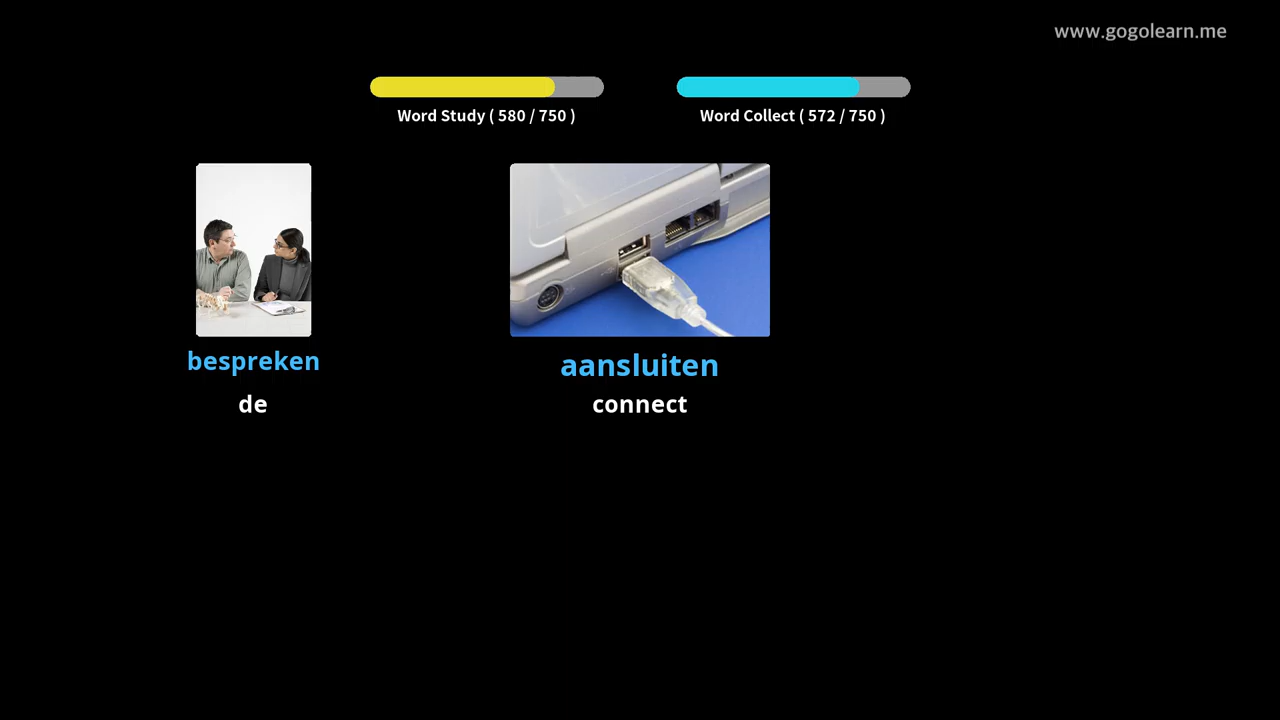 www.gogolearn.me
Word Study ( 580 / 750 )
Word Collect ( 572 / 750 )
bespreken
de
aansluiten
connect